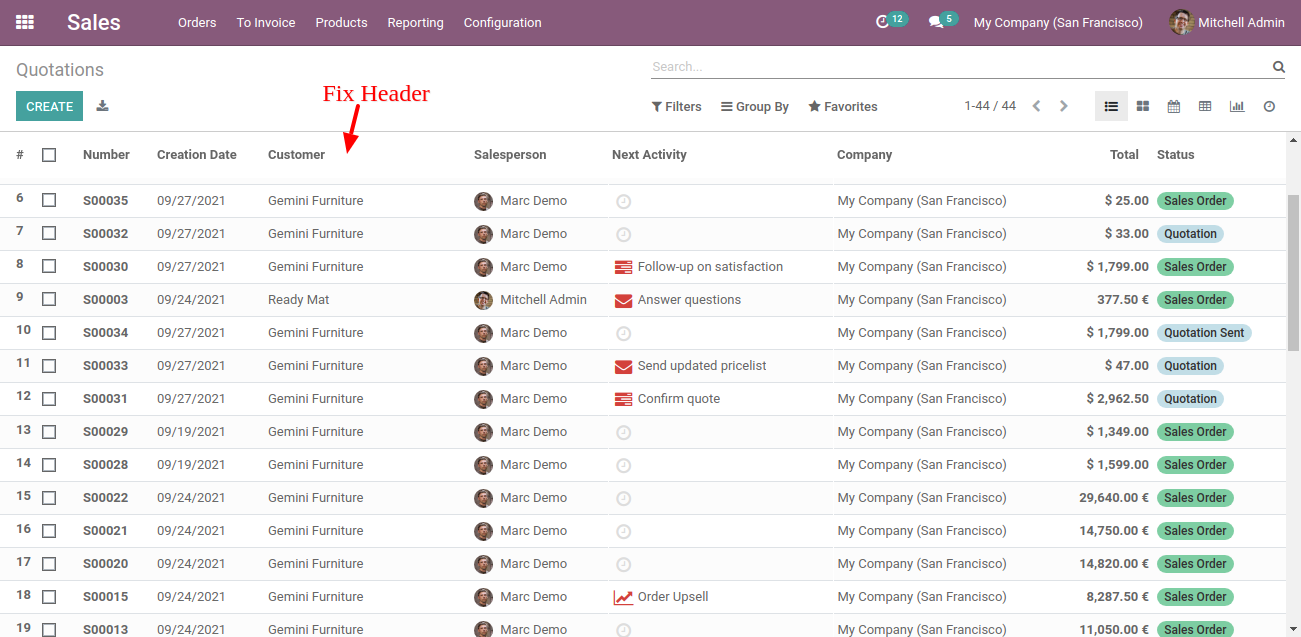 Sales Orders To Invoice Products Reporting Configuration 12 5 My Company (San Francisco) Mitchell Admin
Quotations Search...
Fix Header
CREATE Filters Group By Favorites 1-44 / 44
# Number Creation Date Customer Salesperson Next Activity Company Total Status
6 S00035 09/27/2021 Gemini Furniture Marc Demo My Company (San Francisco) $ 25.00 Sales Order
7 S00032 09/27/2021 Gemini Furniture Marc Demo My Company (San Francisco) $ 33.00 Quotation
8 S00030 09/27/2021 Gemini Furniture Marc Demo Follow-up on satisfaction My Company (San Francisco) $ 1,799.00 Sales Order
9 S00003 09/24/2021 Ready Mat Mitchell Admin Answer questions My Company (San Francisco) 377.50 € Sales Order
10 S00034 09/27/2021 Gemini Furniture Marc Demo My Company (San Francisco) $ 1,799.00 Quotation Sent
11 S00033 09/27/2021 Gemini Furniture Marc Demo Send updated pricelist My Company (San Francisco) $ 47.00 Quotation
12 S00031 09/27/2021 Gemini Furniture Marc Demo Confirm quote My Company (San Francisco) $ 2,962.50 Quotation
13 S00029 09/19/2021 Gemini Furniture Marc Demo My Company (San Francisco) $ 1,349.00 Sales Order
14 S00028 09/19/2021 Gemini Furniture Marc Demo My Company (San Francisco) $ 1,599.00 Sales Order
15 S00022 09/24/2021 Gemini Furniture Marc Demo My Company (San Francisco) 29,640.00 € Sales Order
16 S00021 09/24/2021 Gemini Furniture Marc Demo My Company (San Francisco) 14,750.00 € Sales Order
17 S00020 09/24/2021 Gemini Furniture Marc Demo My Company (San Francisco) 14,820.00 € Sales Order
18 S00015 09/24/2021 Gemini Furniture Marc Demo Order Upsell My Company (San Francisco) 8,287.50 € Sales Order
19 S00013 09/24/2021 Gemini Furniture Marc Demo My Company (San Francisco) 11,050.00 € Sales Order